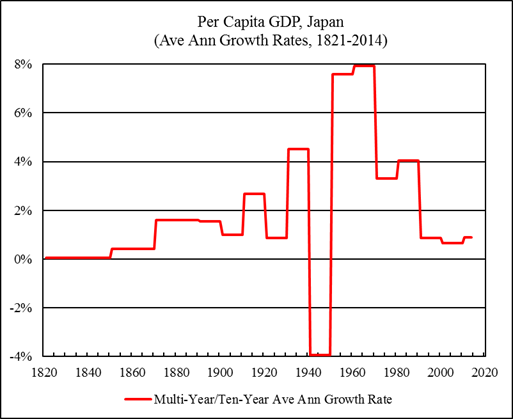 Per Capita GDP, Japan
(Ave Ann Growth Rates, 1821-2014)
8%
6%
4%
2%
0%
-2%
-4%
1820 1840 1860 1880 1900 1920 1940 1960 1980 2000 2020
Multi-Year/Ten-Year Ave Ann Growth Rate